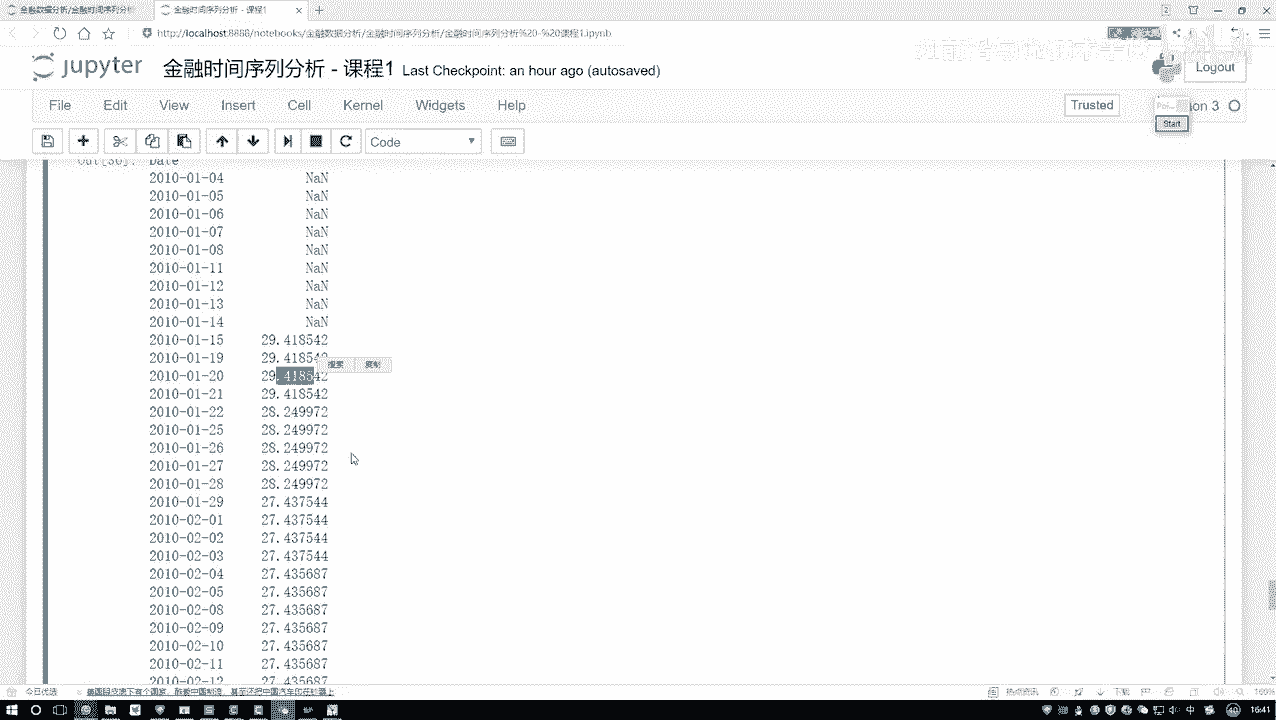 金融数据分析/金融时间序列分析
金融时间序列分析 - 课程1
http://localhost:8888/notebooks/金融数据分析/金融时间序列分析/金融时间序列分析%20-%20课程1.ipynb
jupyter 金融时间序列分析 - 课程1 Last Checkpoint: an hour ago (autosaved)
Logout
File Edit View Insert Cell Kernel Widgets Help
Trusted
on 3
Start
Code
Out[36]: Date
2010-01-04 NaN
2010-01-05 NaN
2010-01-06 NaN
2010-01-07 NaN
2010-01-08 NaN
2010-01-11 NaN
2010-01-12 NaN
2010-01-13 NaN
2010-01-14 NaN
2010-01-15 29.418542
2010-01-19 29.418542
搜索 复制
2010-01-20 29.418542
2010-01-21 29.418542
2010-01-22 28.249972
2010-01-25 28.249972
2010-01-26 28.249972
2010-01-27 28.249972
2010-01-28 28.249972
2010-01-29 27.437544
2010-02-01 27.437544
2010-02-02 27.437544
2010-02-03 27.437544
2010-02-04 27.435687
2010-02-05 27.435687
2010-02-08 27.435687
2010-02-09 27.435687
2010-02-10 27.435687
2010-02-11 27.435687
2010-02-12 27.435687
今日优选
热点资讯
下载
160%
中
16:41